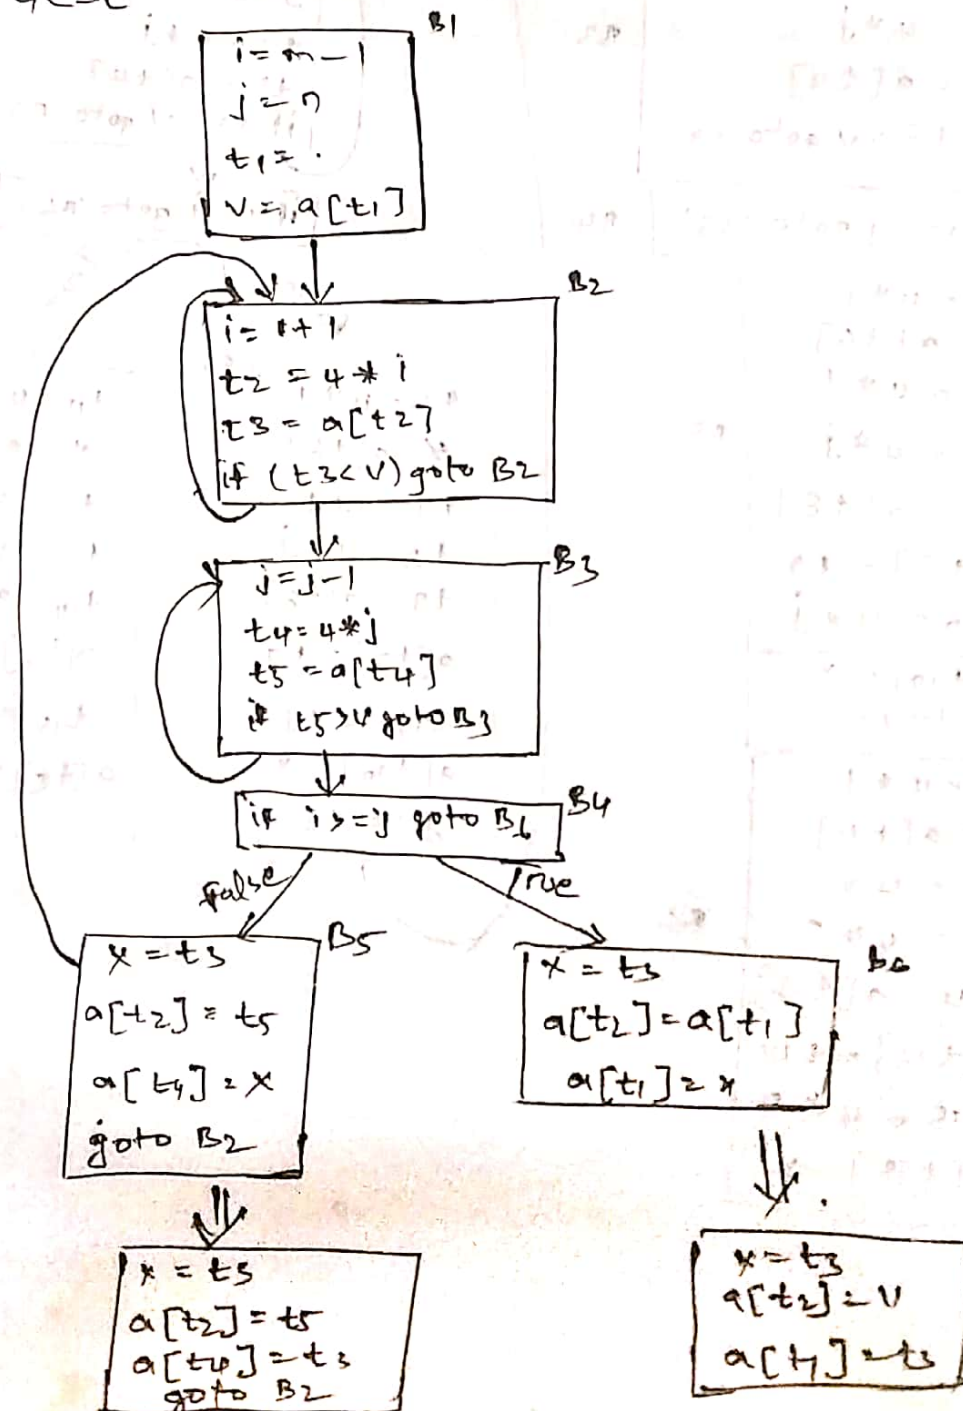 B1
i = m - 1
j = n
t1 = .
v = a[t1]
B2
i = i + 1
t2 = 4 * i
t3 = a[t2]
if (t3 < v) goto B2
B3
j = j - 1
t4 = 4 * j
t5 = a[t4]
if t5 > v goto B3
B4
if i >= j goto B6
false
True
B5
x = t3
a[t2] = t5
a[t4] = x
goto B2
B6
x = t3
a[t2] = a[t1]
a[t1] = x
x = t3
a[t2] = t5
a[t4] = t3
goto B2
x = t3
a[t2] = v
a[t1] = t3